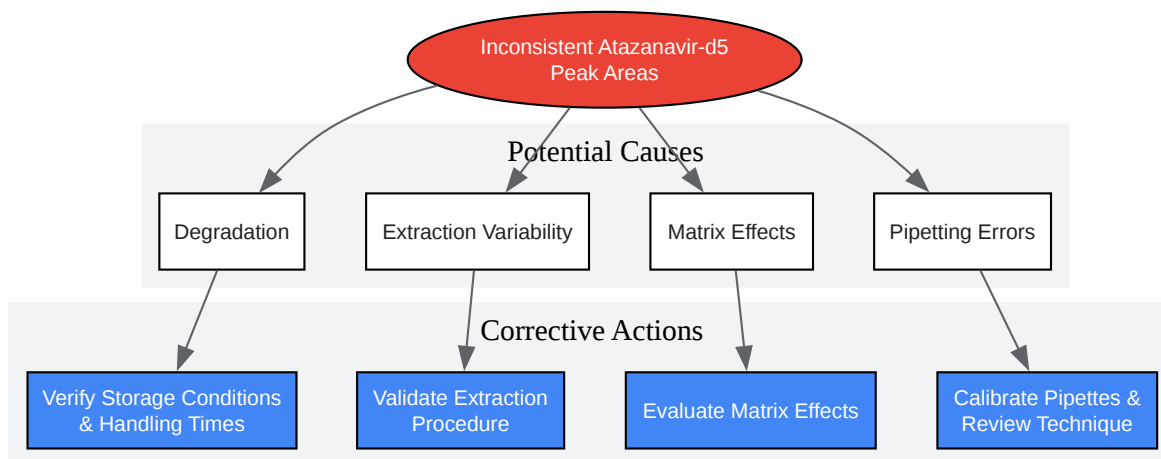 Inconsistent Atazanavir-d5
Peak Areas
Potential Causes
Degradation
Extraction Variability
Matrix Effects
Pipetting Errors
Corrective Actions
Verify Storage Conditions
& Handling Times
Validate Extraction
Procedure
Evaluate Matrix Effects
Calibrate Pipettes &
Review Technique